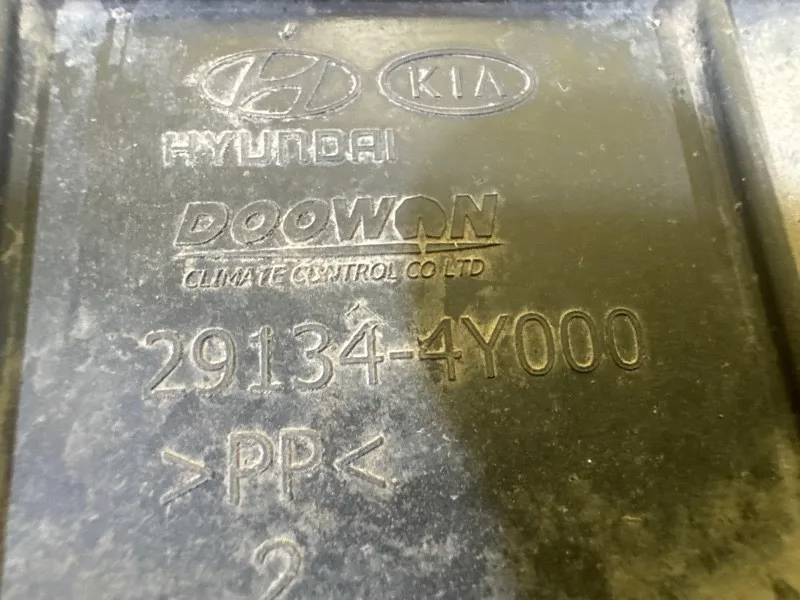 KIA
HYUNDAI
DOOWON
CLIMATE CONTROL CO LTD
29134-4Y000
>PP<
2